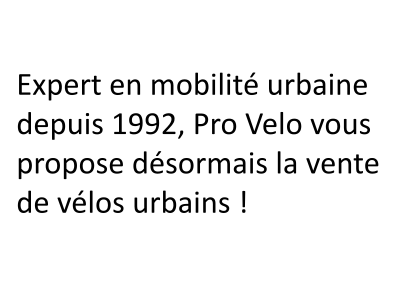 Expert en mobilité urbaine
depuis 1992, Pro Velo vous
propose désormais la vente
de vélos urbains !